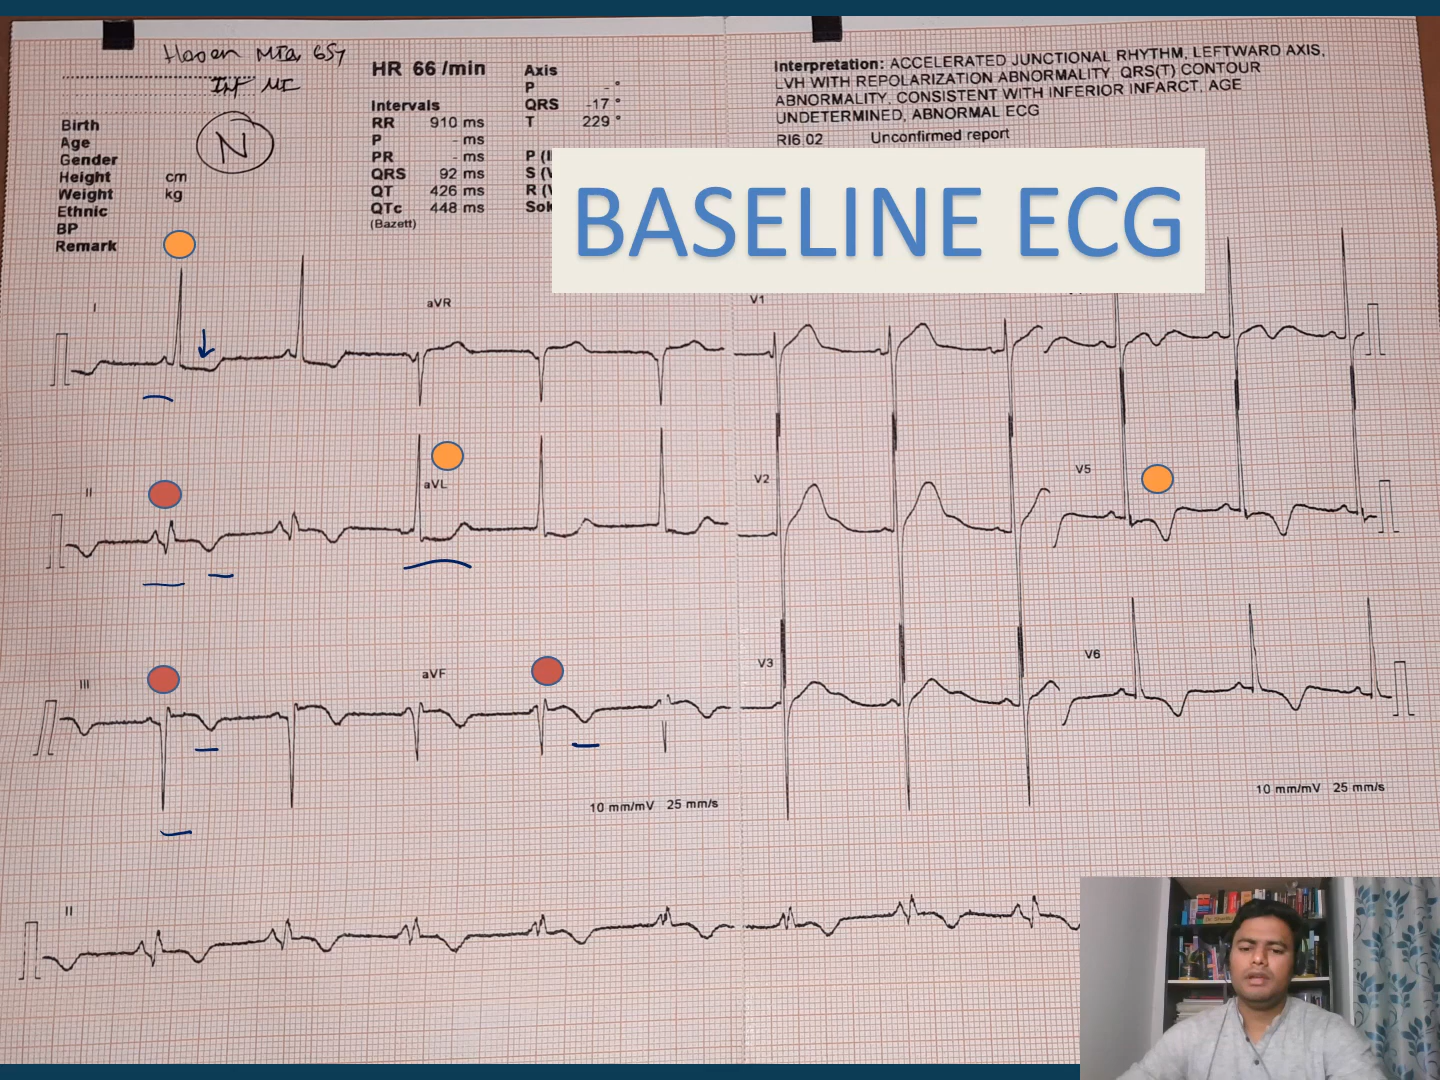 Hasan Mia 65y
Inf MI
N
HR 66 /min
Axis
P - °
QRS -17 °
T 229 °
Intervals
RR 910 ms
P - ms
PR - ms
QRS 92 ms
QT 426 ms
QTc 448 ms
(Bazett)
P (I
S (V
R (V
Sok
Interpretation: ACCELERATED JUNCTIONAL RHYTHM, LEFTWARD AXIS,
LVH WITH REPOLARIZATION ABNORMALITY, QRS(T) CONTOUR
ABNORMALITY, CONSISTENT WITH INFERIOR INFARCT, AGE
UNDETERMINED, ABNORMAL ECG
RI6.02 Unconfirmed report
Birth
Age
Gender
Height cm
Weight kg
Ethnic
BP
Remark
BASELINE ECG
I
aVR
V1
II
aVL
V2
V5
III
aVF
V3
V6
10 mm/mV 25 mm/s
10 mm/mV 25 mm/s
II